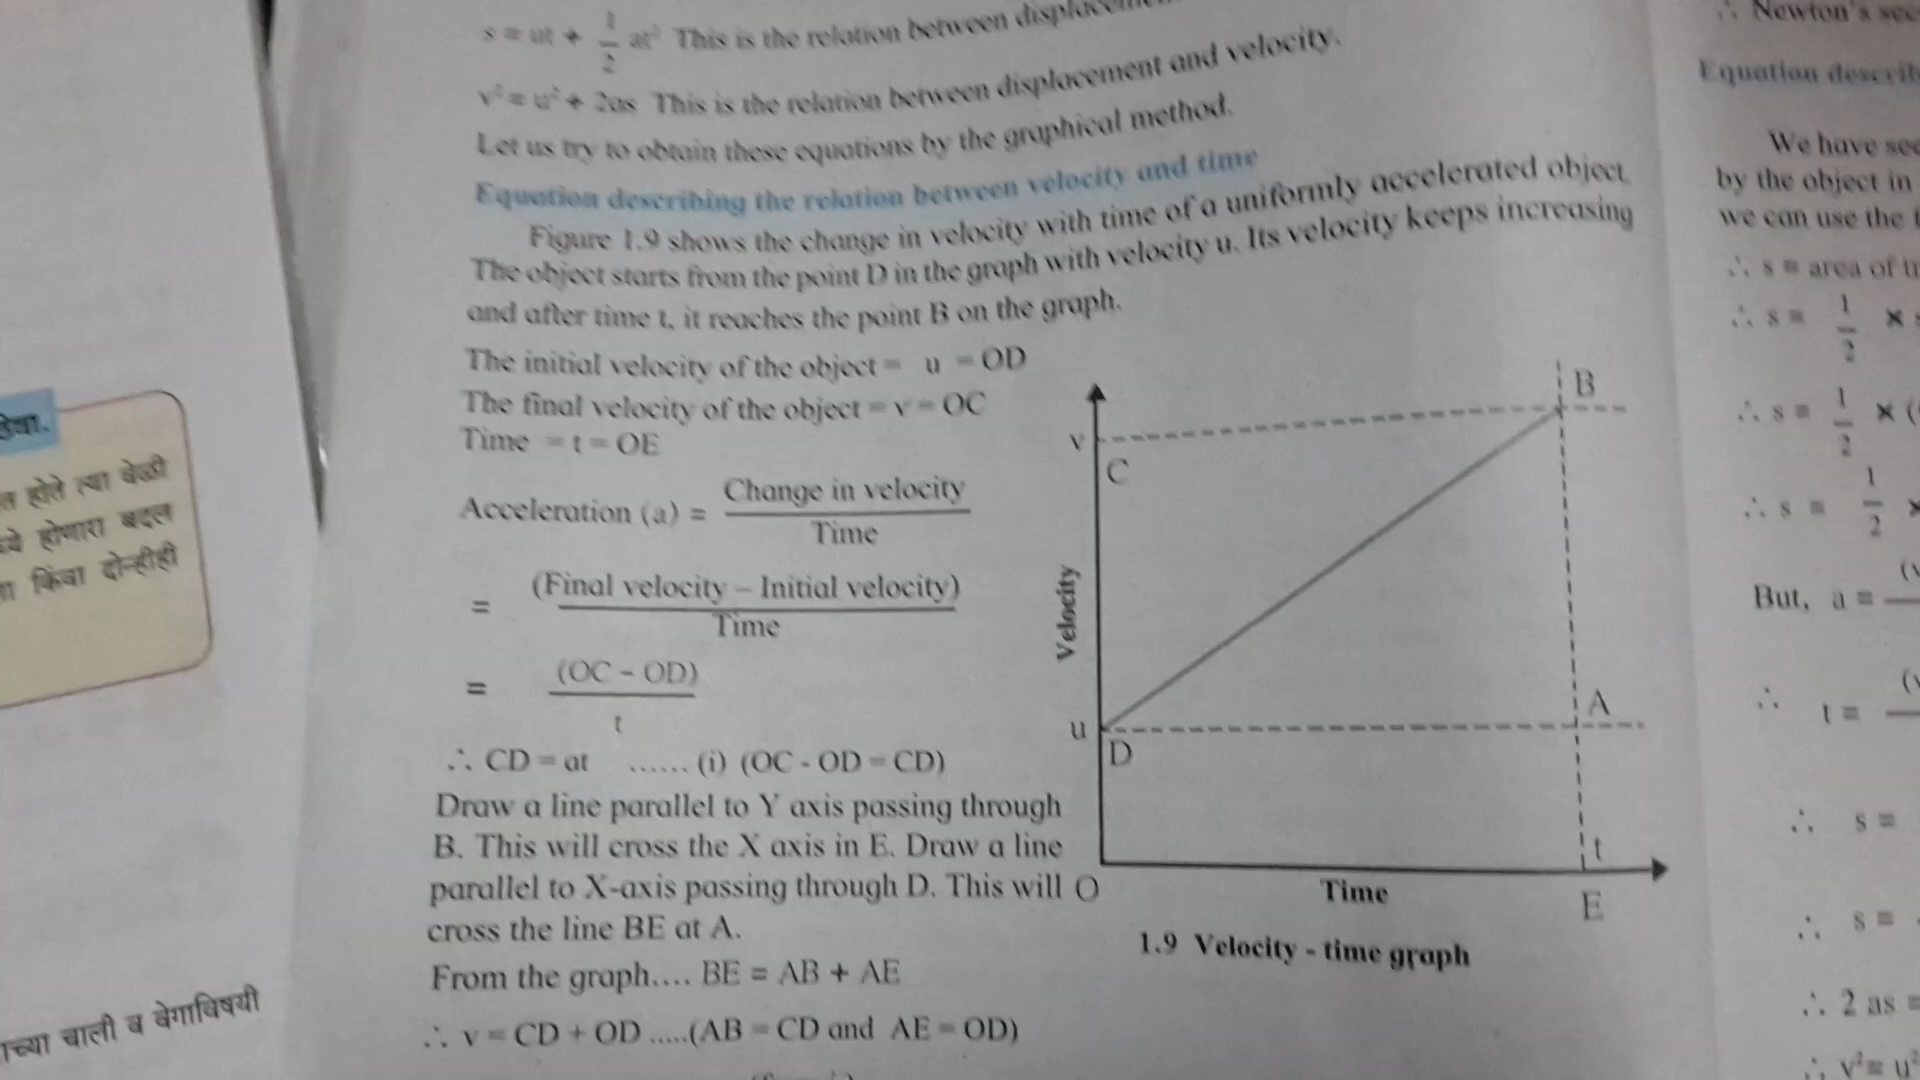 s = ut + 1/2 at² This is the relation between
v² = u² + 2as This is the relation between displacement and velocity.
Let us try to obtain these equations by the graphical method.
Equation describing the relation between velocity and time
Figure 1.9 shows the change in velocity with time of a uniformly accelerated object.
The object starts from the point D in the graph with velocity u. Its velocity keeps increasing
and after time t, it reaches the point B on the graph.
The initial velocity of the object = u = OD
The final velocity of the object = v = OC
Time = t = OE
Acceleration (a) = Change in velocity
Time
= (Final velocity – Initial velocity)
Time
= (OC – OD)
t
∴ CD = at ...... (i) (OC - OD = CD)
Draw a line parallel to Y axis passing through
B. This will cross the X axis in E. Draw a line
parallel to X-axis passing through D. This will
cross the line BE at A.
From the graph.... BE = AB + AE
∴ v = CD + OD .....(AB = CD and AE = OD)
B
v
C
Velocity
A
u
D
t
O
Time
E
1.9 Velocity - time graph
होते त्या वेळी
होणारा बदल
किंवा दोन्हीही
चाली व वेगाविषयी
∴ Newton's
Equation
We have
by the object in
we can use the
∴ s = area of
∴ s = 1/2 ×
∴ s = 1/2 × (
∴ s = 1/2
But, a =
∴ t =
∴ s =
∴ s =
∴ 2 as =
∴ v² = u²